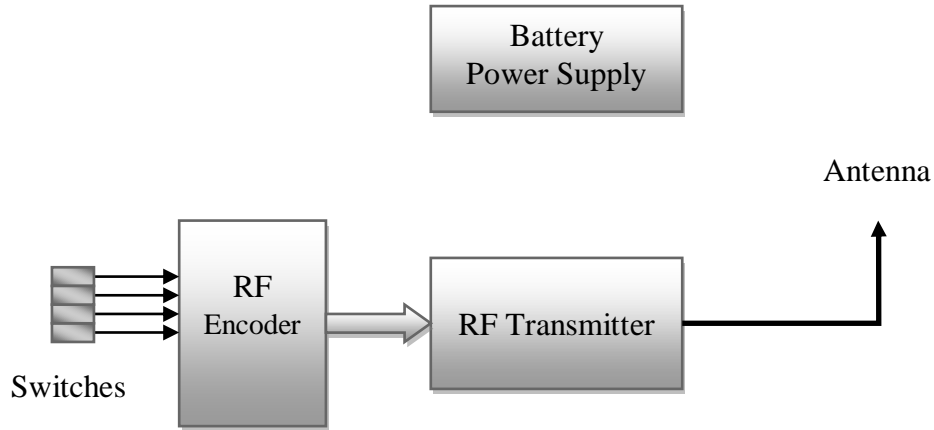 Battery
Power Supply
Antenna
RF
Encoder
RF Transmitter
Switches